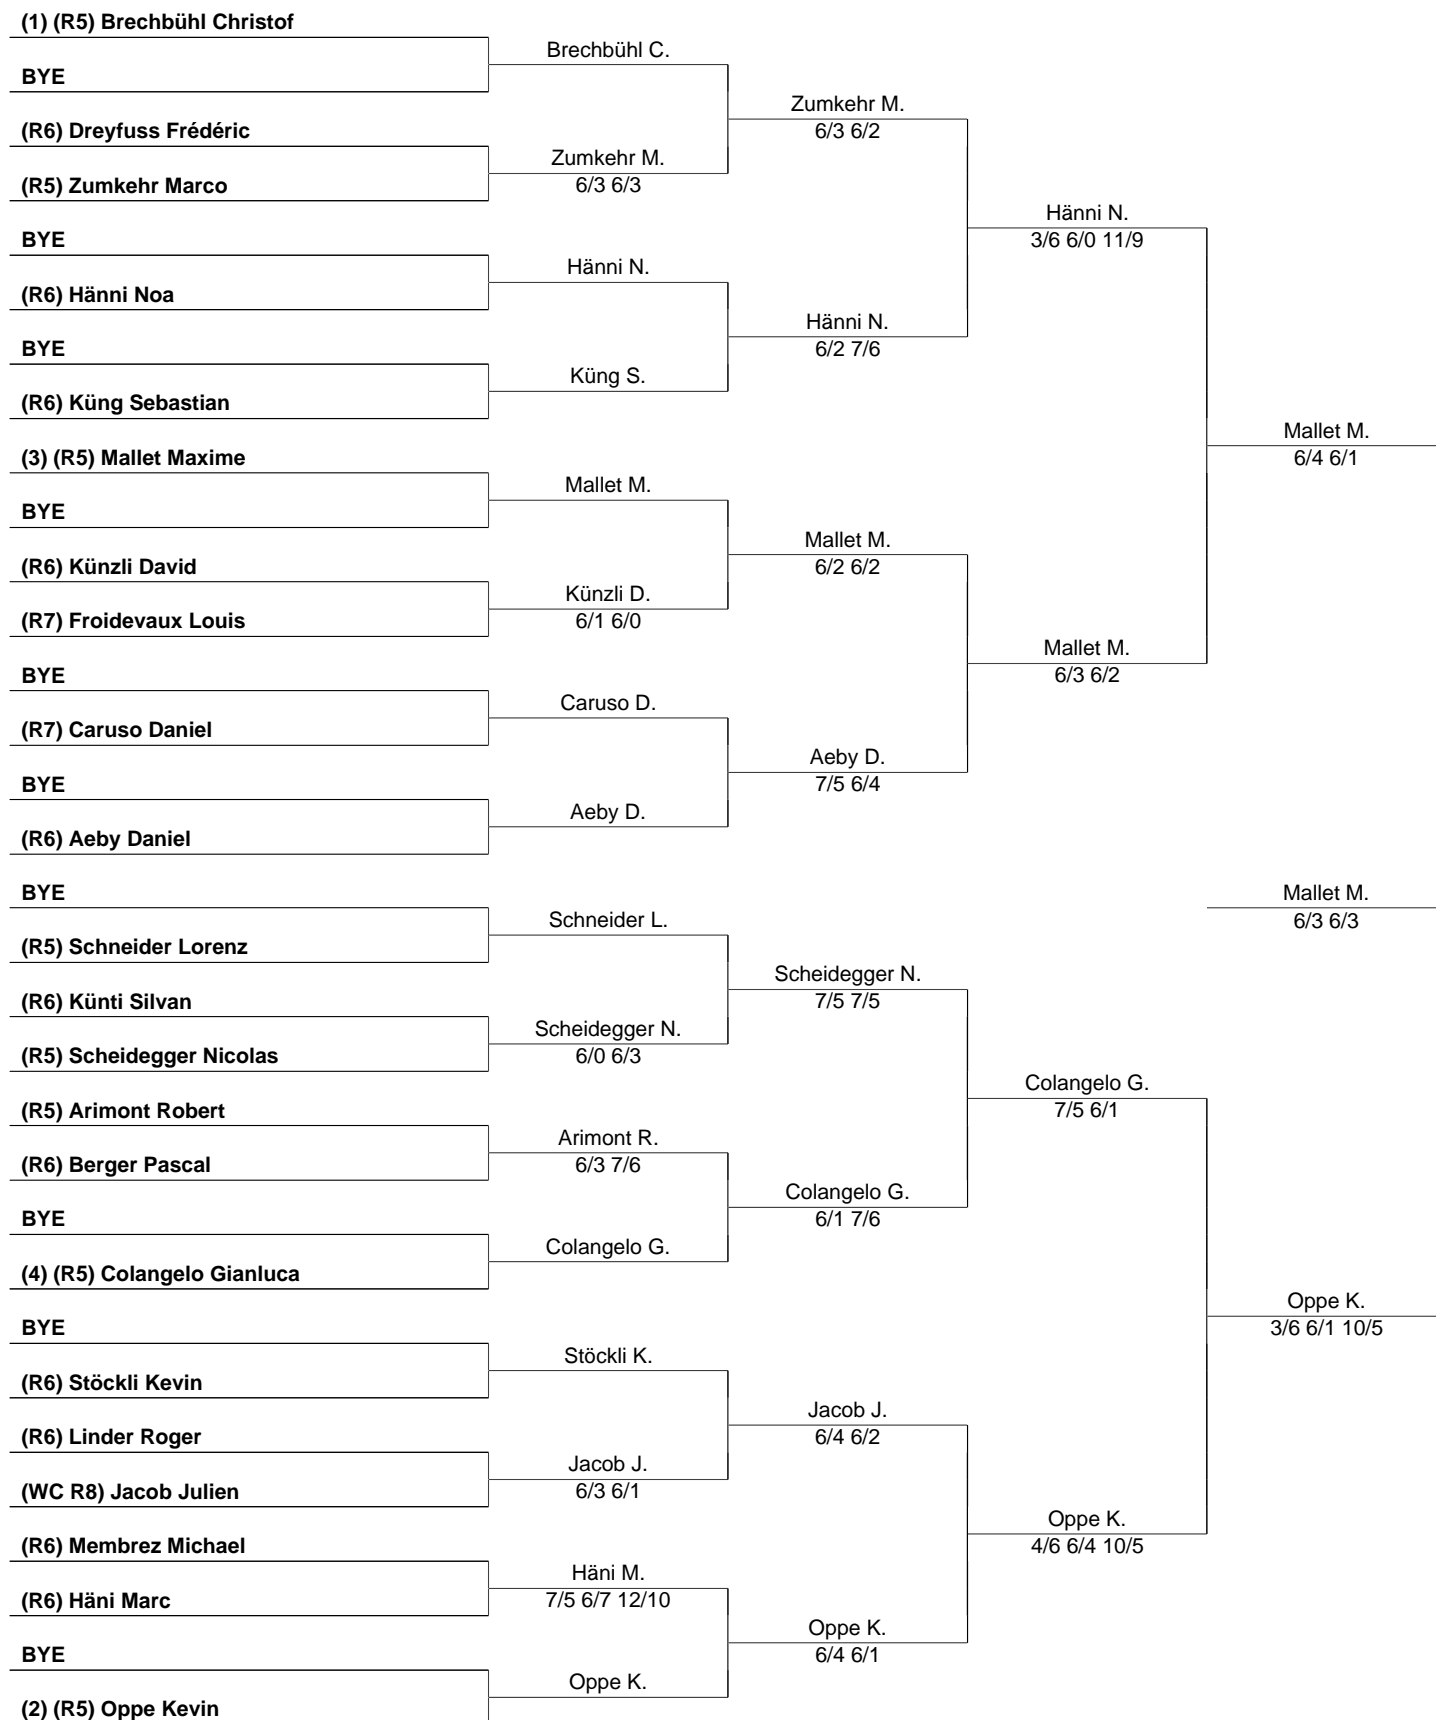 (1) (R5) Brechbühl Christof
BYE
(R6) Dreyfuss Frédéric
(R5) Zumkehr Marco
BYE
(R6) Hänni Noa
BYE
(R6) Küng Sebastian
(3) (R5) Mallet Maxime
BYE
(R6) Künzli David
(R7) Froidevaux Louis
BYE
(R7) Caruso Daniel
BYE
(R6) Aeby Daniel
BYE
(R5) Schneider Lorenz
(R6) Künti Silvan
(R5) Scheidegger Nicolas
(R5) Arimont Robert
(R6) Berger Pascal
BYE
(4) (R5) Colangelo Gianluca
BYE
(R6) Stöckli Kevin
(R6) Linder Roger
(WC R8) Jacob Julien
(R6) Membrez Michael
(R6) Häni Marc
BYE
(2) (R5) Oppe Kevin
Brechbühl C.
Zumkehr M.
6/3 6/3
Hänni N.
Küng S.
Mallet M.
Künzli D.
6/1 6/0
Caruso D.
Aeby D.
Schneider L.
Scheidegger N.
6/0 6/3
Arimont R.
6/3 7/6
Colangelo G.
Stöckli K.
Jacob J.
6/3 6/1
Häni M.
7/5 6/7 12/10
Oppe K.
Zumkehr M.
6/3 6/2
Hänni N.
6/2 7/6
Mallet M.
6/2 6/2
Aeby D.
7/5 6/4
Scheidegger N.
7/5 7/5
Colangelo G.
6/1 7/6
Jacob J.
6/4 6/2
Oppe K.
6/4 6/1
Hänni N.
3/6 6/0 11/9
Mallet M.
6/3 6/2
Colangelo G.
7/5 6/1
Oppe K.
4/6 6/4 10/5
Mallet M.
6/4 6/1
Mallet M.
6/3 6/3
Oppe K.
3/6 6/1 10/5